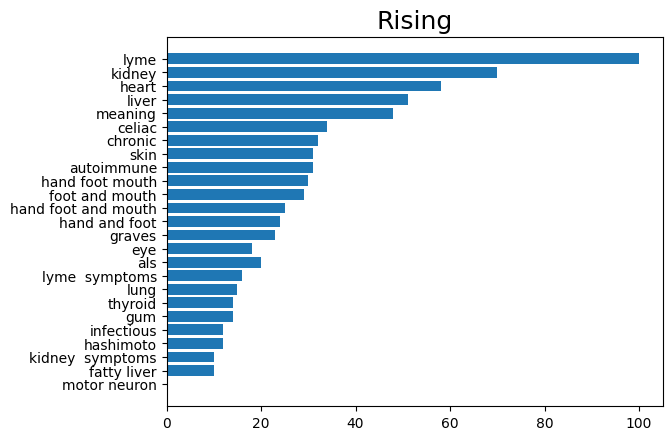 Rising
lyme
kidney
heart
liver
meaning
celiac
chronic
skin
autoimmune
hand foot mouth
foot and mouth
hand foot and mouth
hand and foot
graves
eye
als
lyme  symptoms
lung
thyroid
gum
infectious
hashimoto
kidney  symptoms
fatty liver
motor neuron
0 20 40 60 80 100